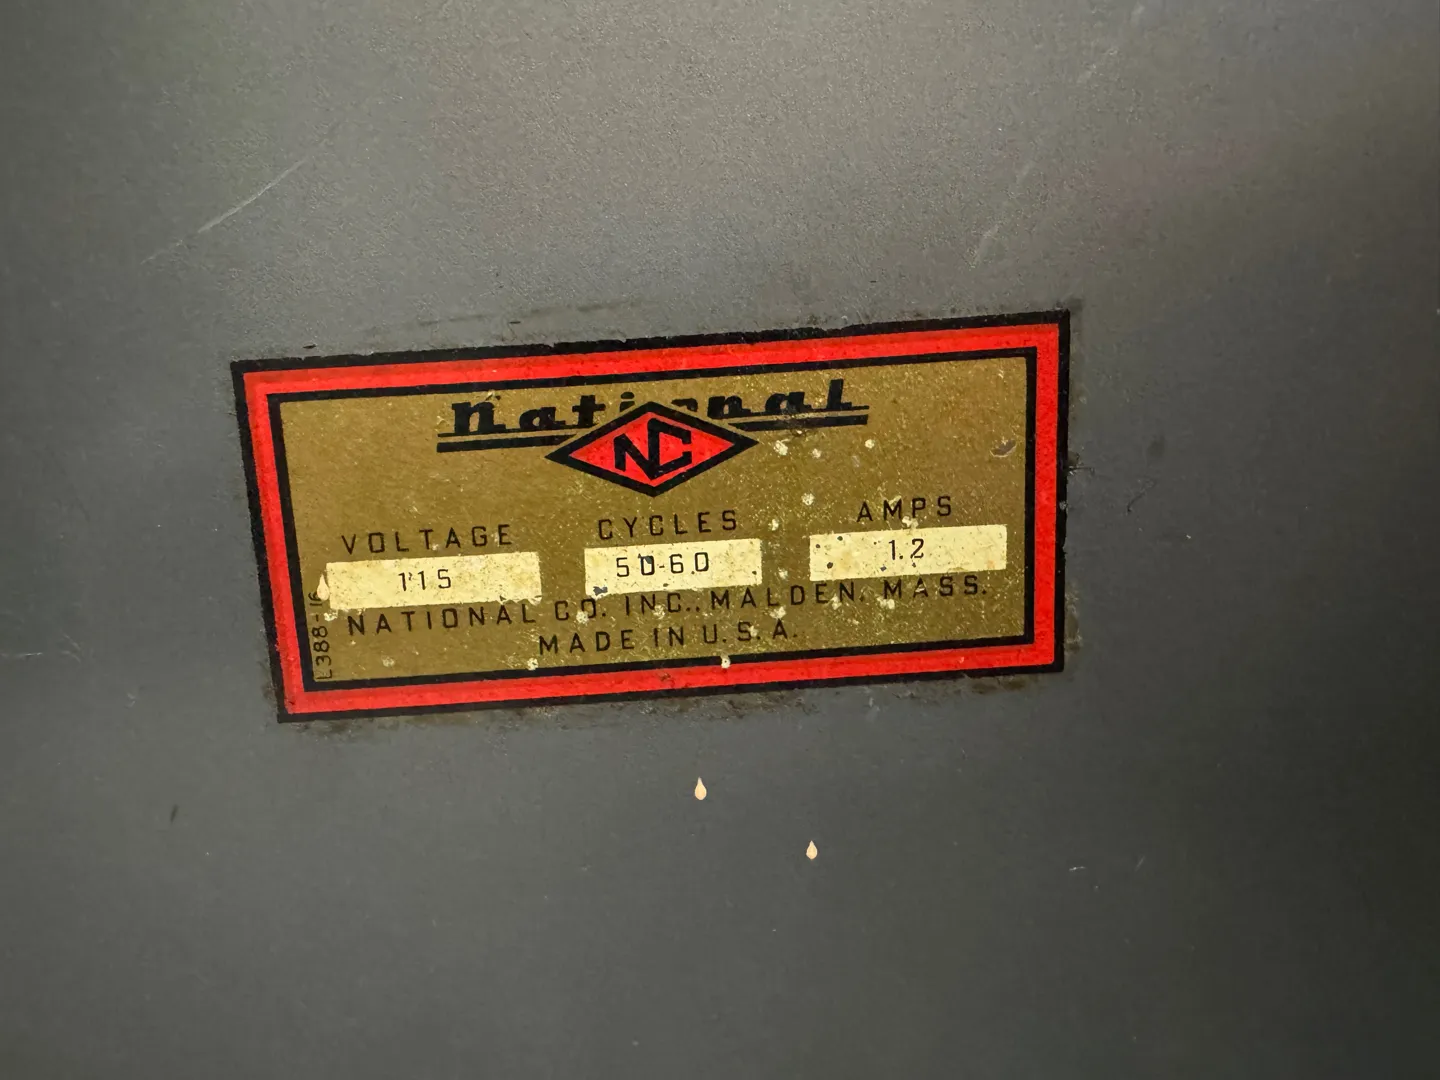 National
NC
VOLTAGE CYCLES AMPS
115 50-60 1.2
NATIONAL CO. INC., MALDEN, MASS.
MADE IN U.S.A.
L388-16